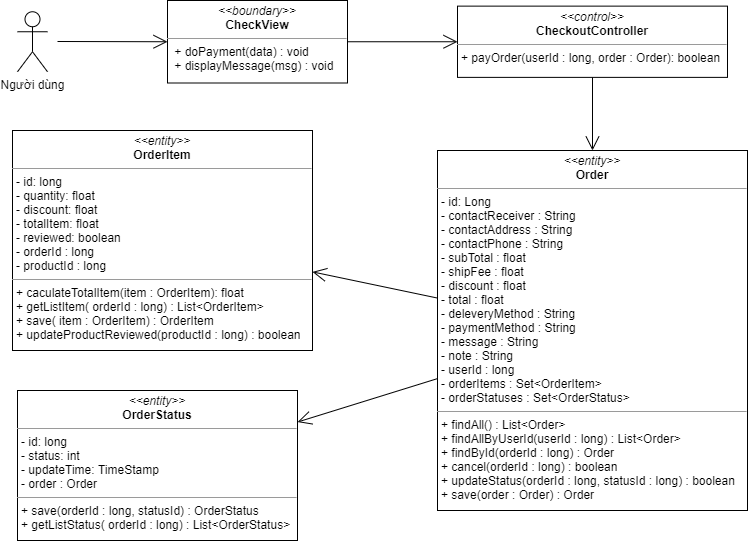 Người dùng
<<boundary>>
CheckView
+ doPayment(data) : void
+ displayMessage(msg) : void
<<control>>
CheckoutController
+ payOrder(userId : long, order : Order): boolean
<<entity>>
OrderItem
- id: long
- quantity: float
- discount: float
- totalItem: float
- reviewed: boolean
- orderId : long
- productId : long
+ caculateTotalItem(item : OrderItem): float
+ getListItem( orderId : long) : List<OrderItem>
+ save( item : OrderItem) : OrderItem
+ updateProductReviewed(productId : long) : boolean
<<entity>>
Order
- id: Long
- contactReceiver : String
- contactAddress : String
- contactPhone : String
- subTotal : float
- shipFee : float
- discount : float
- total : float
- deleveryMethod : String
- paymentMethod : String
- message : String
- note : String
- userId : long
- orderItems : Set<OrderItem>
- orderStatuses : Set<OrderStatus>
+ findAll() : List<Order>
+ findAllByUserId(userId : long) : List<Order>
+ findById(orderId : long) : Order
+ cancel(orderId : long) : boolean
+ updateStatus(orderId : long, statusId : long) : boolean
+ save(order : Order) : Order
<<entity>>
OrderStatus
- id: long
- status: int
- updateTime: TimeStamp
- order : Order
+ save(orderId : long, statusId) : OrderStatus
+ getListStatus( orderId : long) : List<OrderStatus>